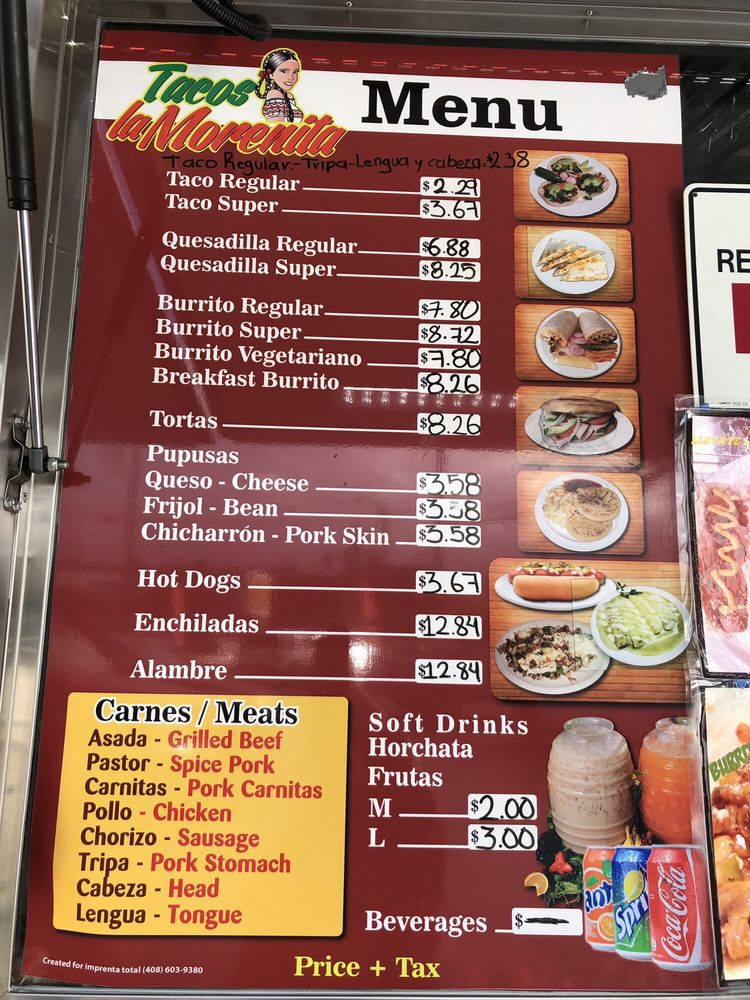 Tacos
la Morenita
Menu
Taco Regular.- Tripa-Lengua y cabeza.$2.38
Taco Regular $2.29
Taco Super $3.67
Quesadilla Regular $6.88
Quesadilla Super $8.25
Burrito Regular $7.80
Burrito Super $8.72
Burrito Vegetariano $7.80
Breakfast Burrito $8.26
Tortas $8.26
Pupusas
Queso - Cheese $3.58
Frijol - Bean $3.58
Chicharrón - Pork Skin $3.58
Hot Dogs $3.67
Enchiladas $12.84
Alambre $12.84
Carnes / Meats
Asada - Grilled Beef
Pastor - Spice Pork
Carnitas - Pork Carnitas
Pollo - Chicken
Chorizo - Sausage
Tripa - Pork Stomach
Cabeza - Head
Lengua - Tongue
Soft Drinks
Horchata
Frutas
M $2.00
L $3.00
Beverages $
Coca-Cola
Created for imprenta total (408) 603-9380
Price + Tax
RE